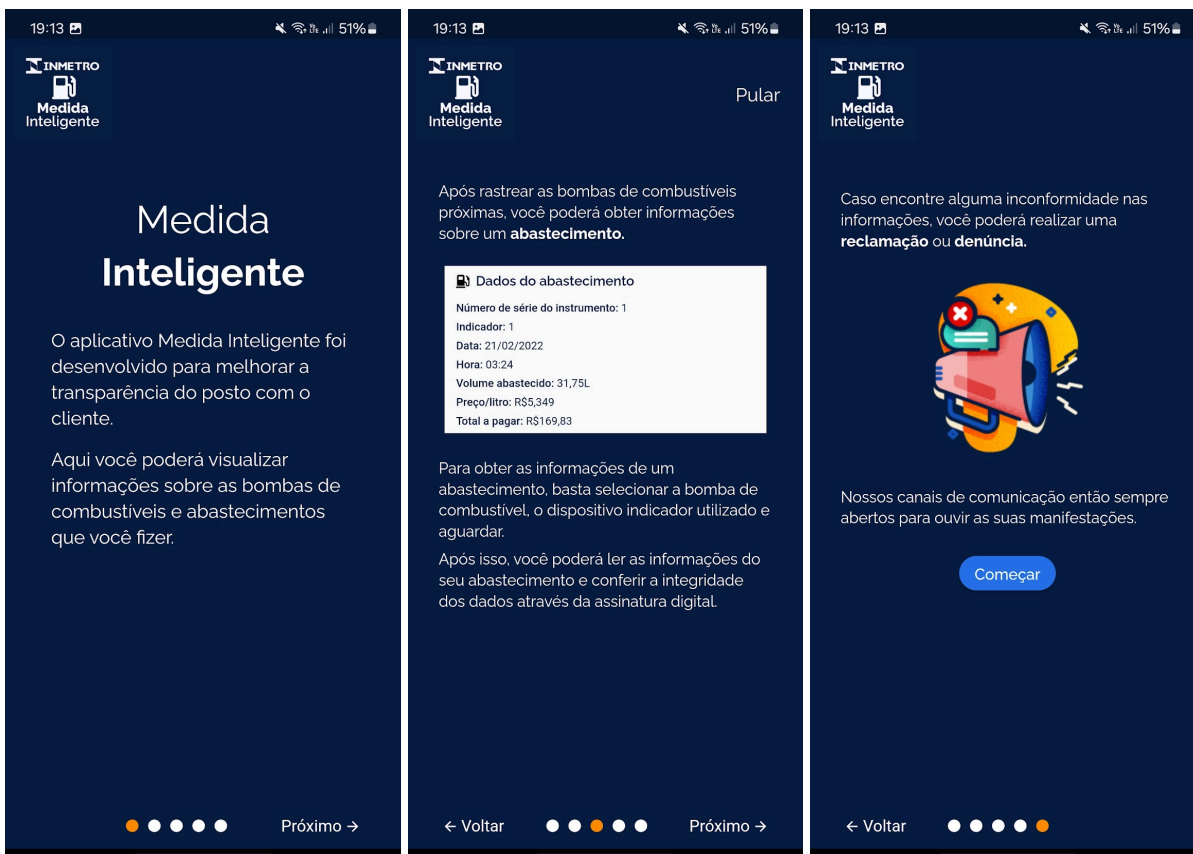 19:13
51%
INMETRO
Medida
Inteligente
Medida
Inteligente
O aplicativo Medida Inteligente foi
desenvolvido para melhorar a
transparência do posto com o
cliente.
Aqui você poderá visualizar
informações sobre as bombas de
combustíveis e abastecimentos
que você fizer.
Próximo →
19:13
51%
INMETRO
Medida
Inteligente
Pular
Após rastrear as bombas de combustíveis
próximas, você poderá obter informações
sobre um abastecimento.
Dados do abastecimento
Número de série do instrumento: 1
Indicador: 1
Data: 21/02/2022
Hora: 03:24
Volume abastecido: 31,75L
Preço/litro: R$5,349
Total a pagar: R$169,83
Para obter as informações de um
abastecimento, basta selecionar a bomba de
combustível, o dispositivo indicador utilizado e
aguardar.
Após isso, você poderá ler as informações do
seu abastecimento e conferir a integridade
dos dados através da assinatura digital.
← Voltar
Próximo →
19:13
51%
INMETRO
Medida
Inteligente
Caso encontre alguma inconformidade nas
informações, você poderá realizar uma
reclamação ou denúncia.
Nossos canais de comunicação então sempre
abertos para ouvir as suas manifestações.
Começar
← Voltar